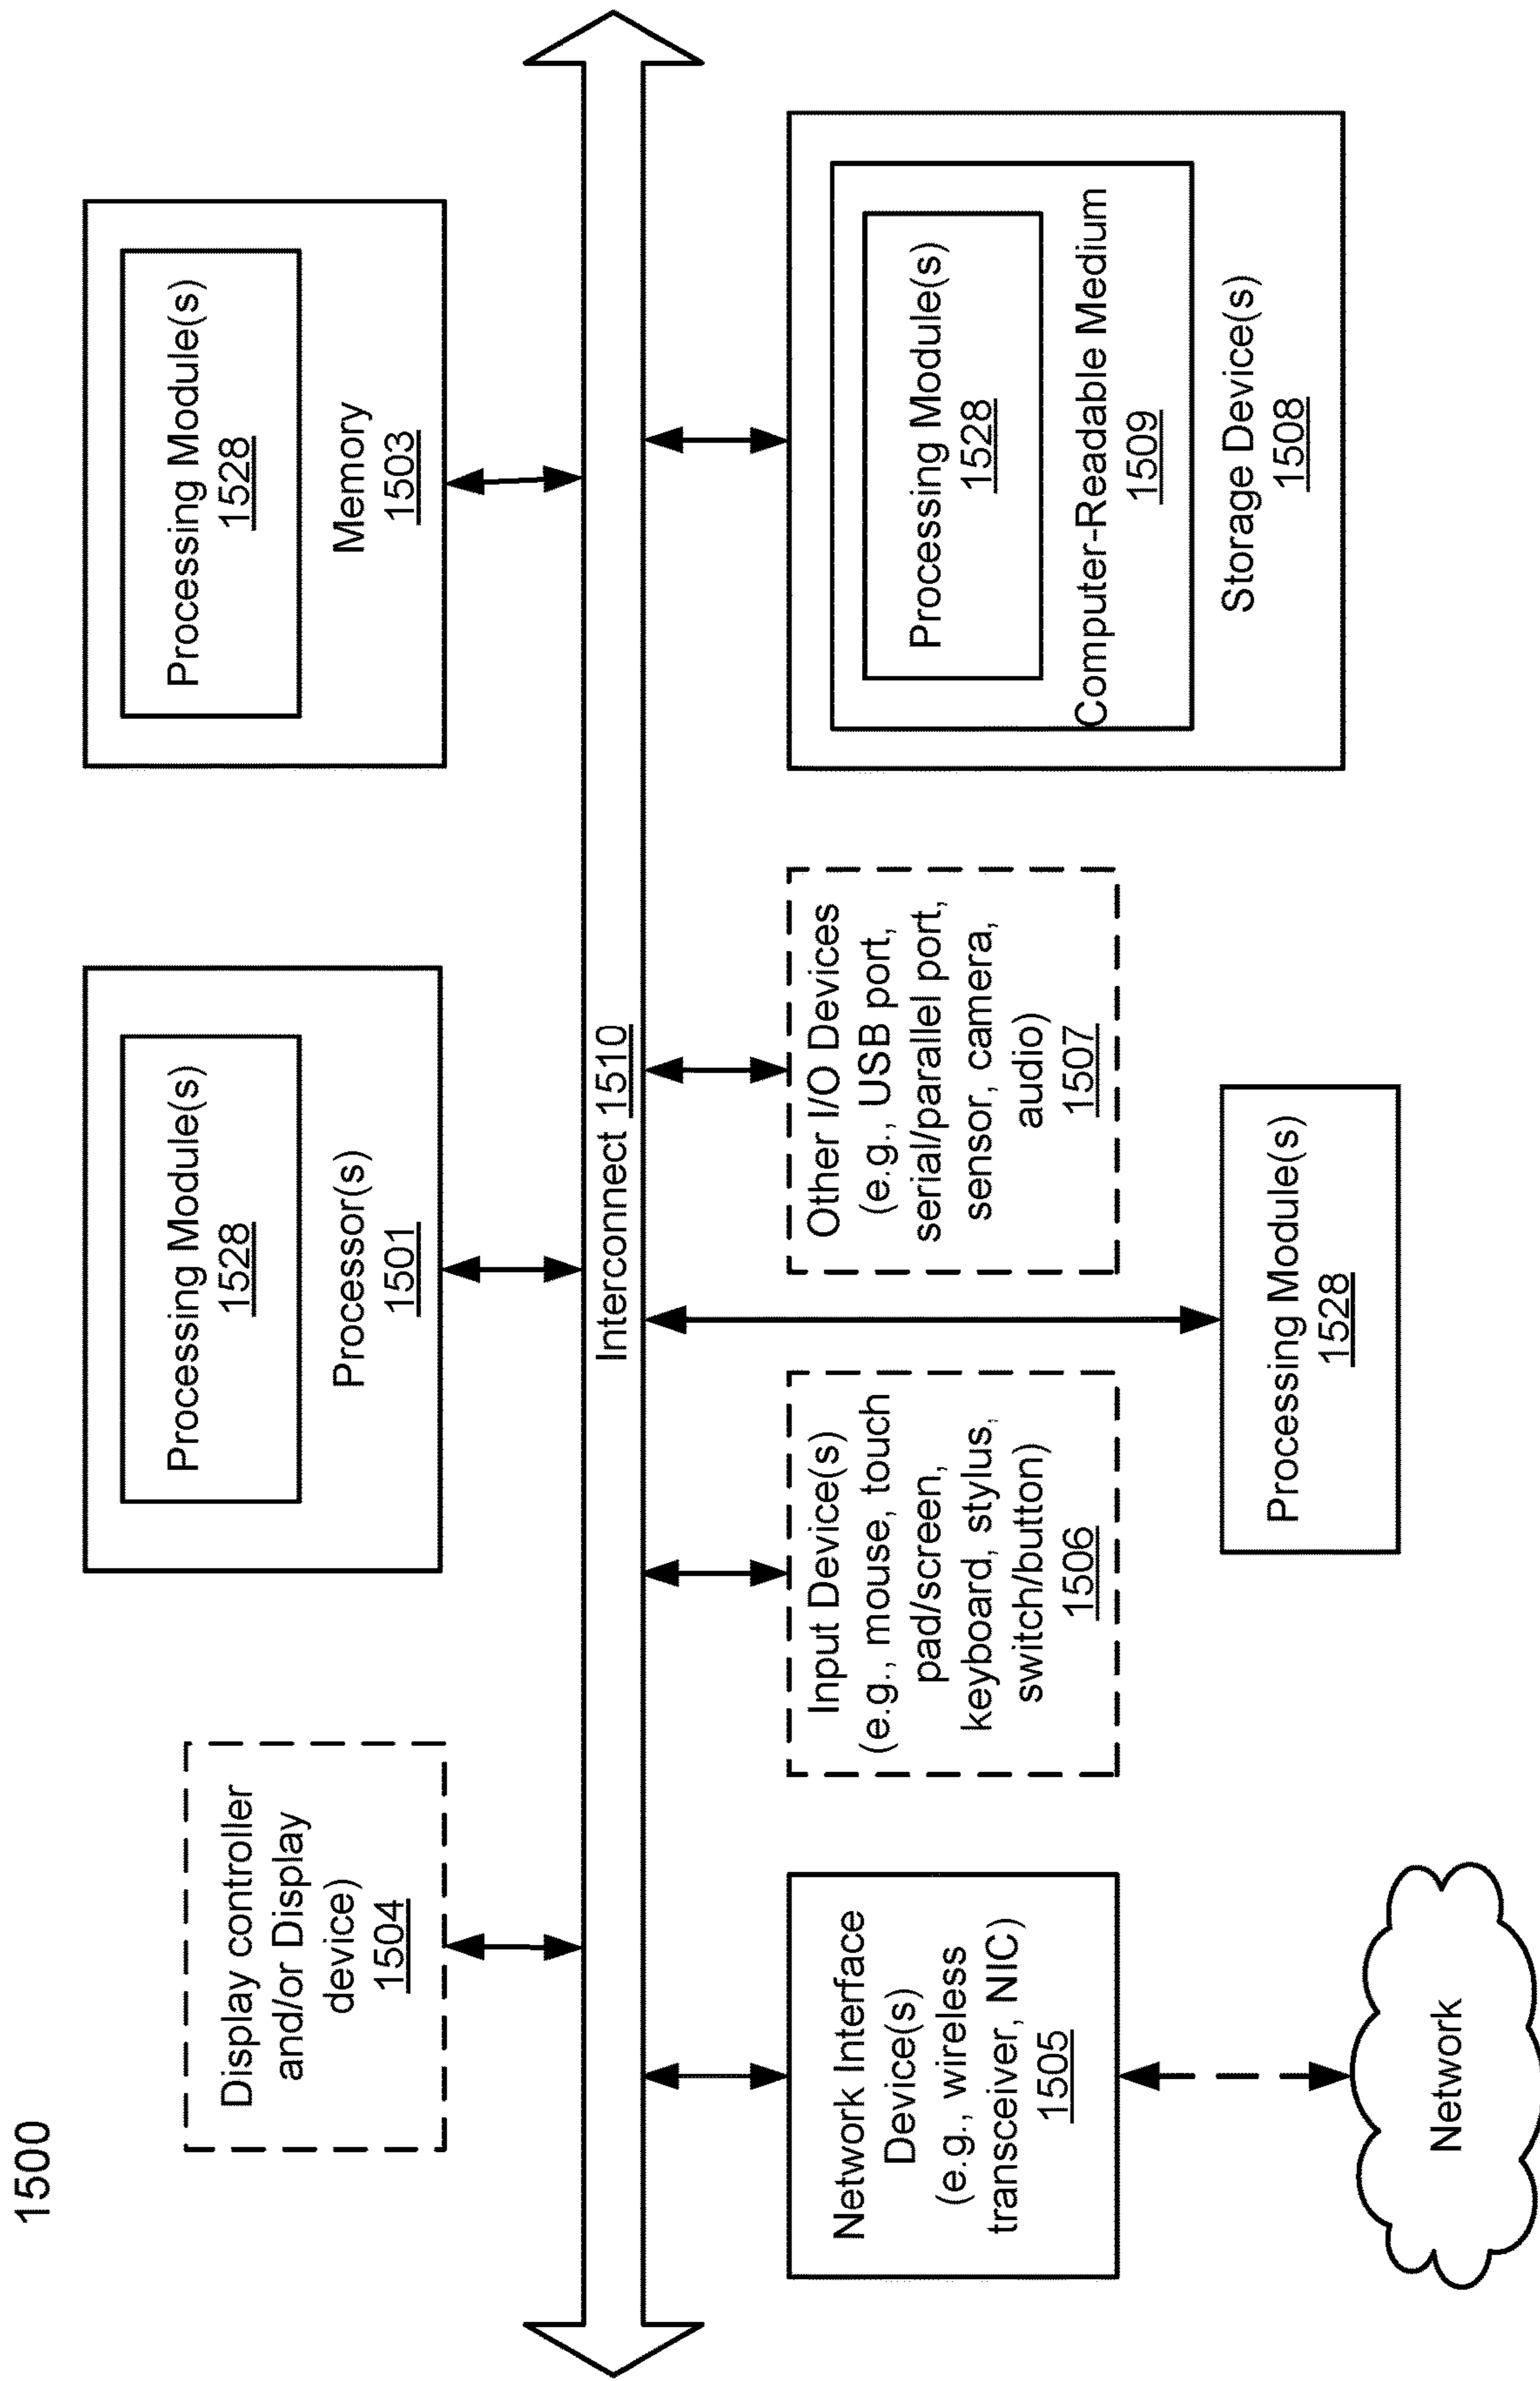 1500
Display controller
and/or Display
device)
1504
Processing Module(s)
1528
Processor(s)
1501
Processing Module(s)
1528
Memory
1503
Interconnect 1510
Network Interface
Device(s)
(e.g., wireless
transceiver, NIC)
1505
Input Device(s)
(e.g., mouse, touch
pad/screen,
keyboard, stylus,
switch/button)
1506
Other I/O Devices
(e.g., USB port,
serial/parallel port,
sensor, camera,
audio)
1507
Processing Module(s)
1528
Computer-Readable Medium
1509
Storage Device(s)
1508
Processing Module(s)
1528
Network